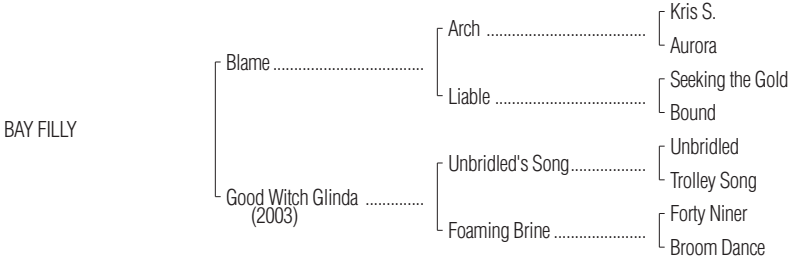 Kris S.
Arch ......................................
Aurora
Blame ...................................
Seeking the Gold
Liable ....................................
Bound
BAY FILLY
Unbridled
Unbridled's Song...................
Trolley Song
Good Witch Glinda ..............
(2003)
Forty Niner
Foaming Brine .......................
Broom Dance